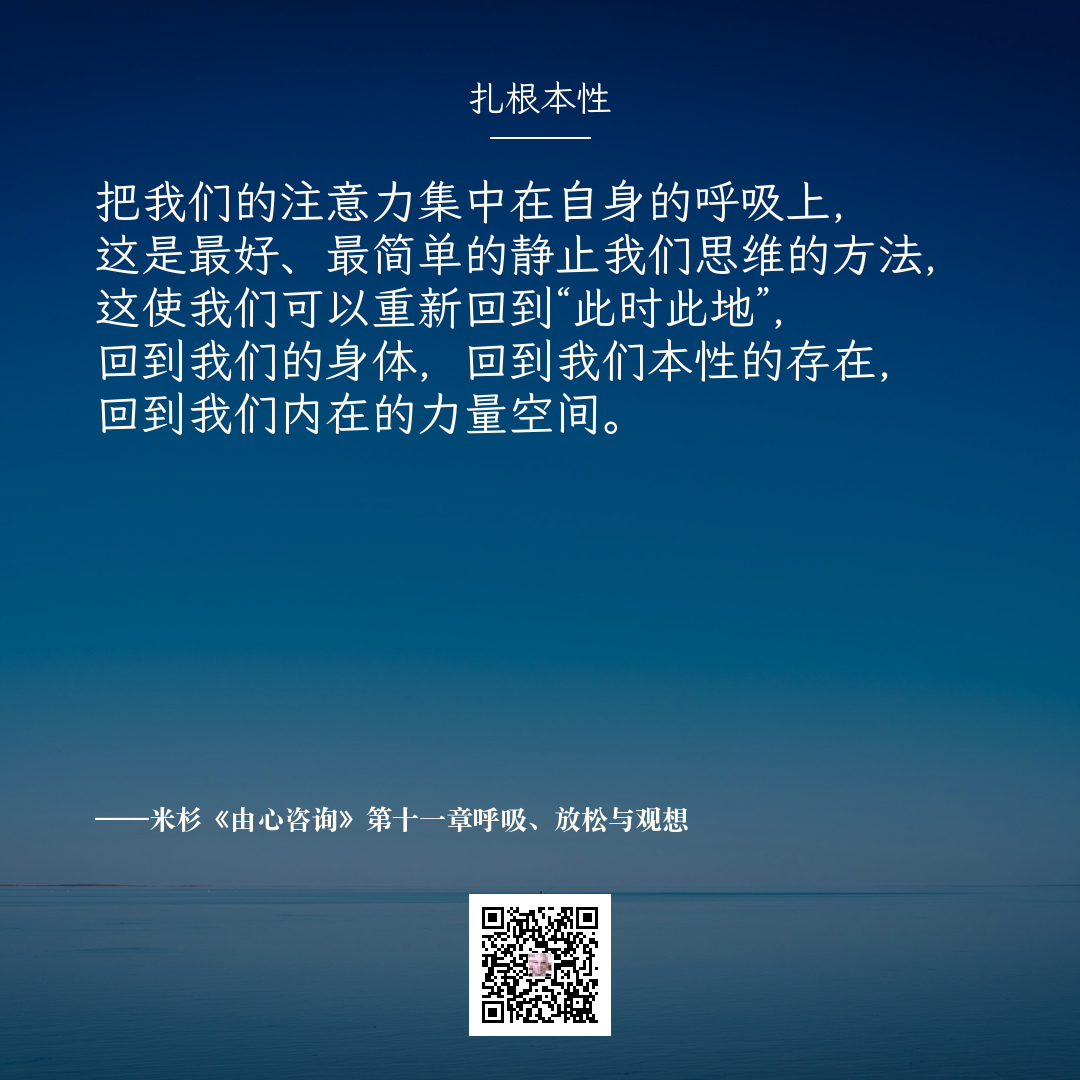 扎根本性
把我们的注意力集中在自身的呼吸上，
这是最好、最简单的静止我们思维的方法，
这使我们可以重新回到“此时此地”，
回到我们的身体，回到我们本性的存在，
回到我们内在的力量空间。
——米杉《由心咨询》第十一章呼吸、放松与观想